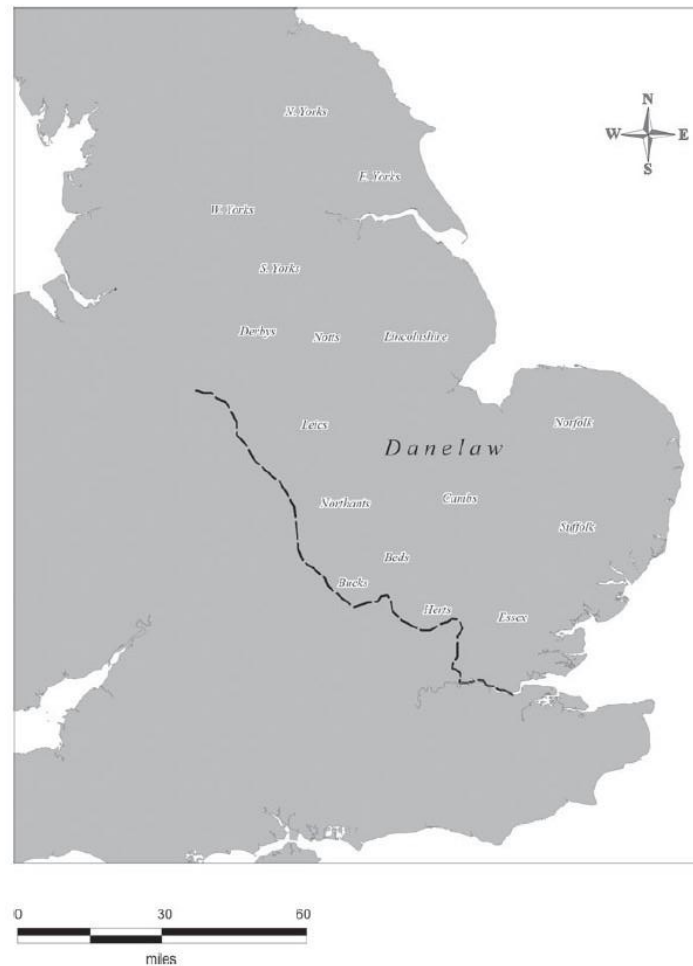 N
W E
S
N. Yorks
E. Yorks
W. Yorks
S. Yorks
Derbys
Notts
Lincolnshire
Norfolk
Leics
Danelaw
Cambs
Northants
Suffolk
Beds
Bucks
Herts
Essex
0 30 60
miles